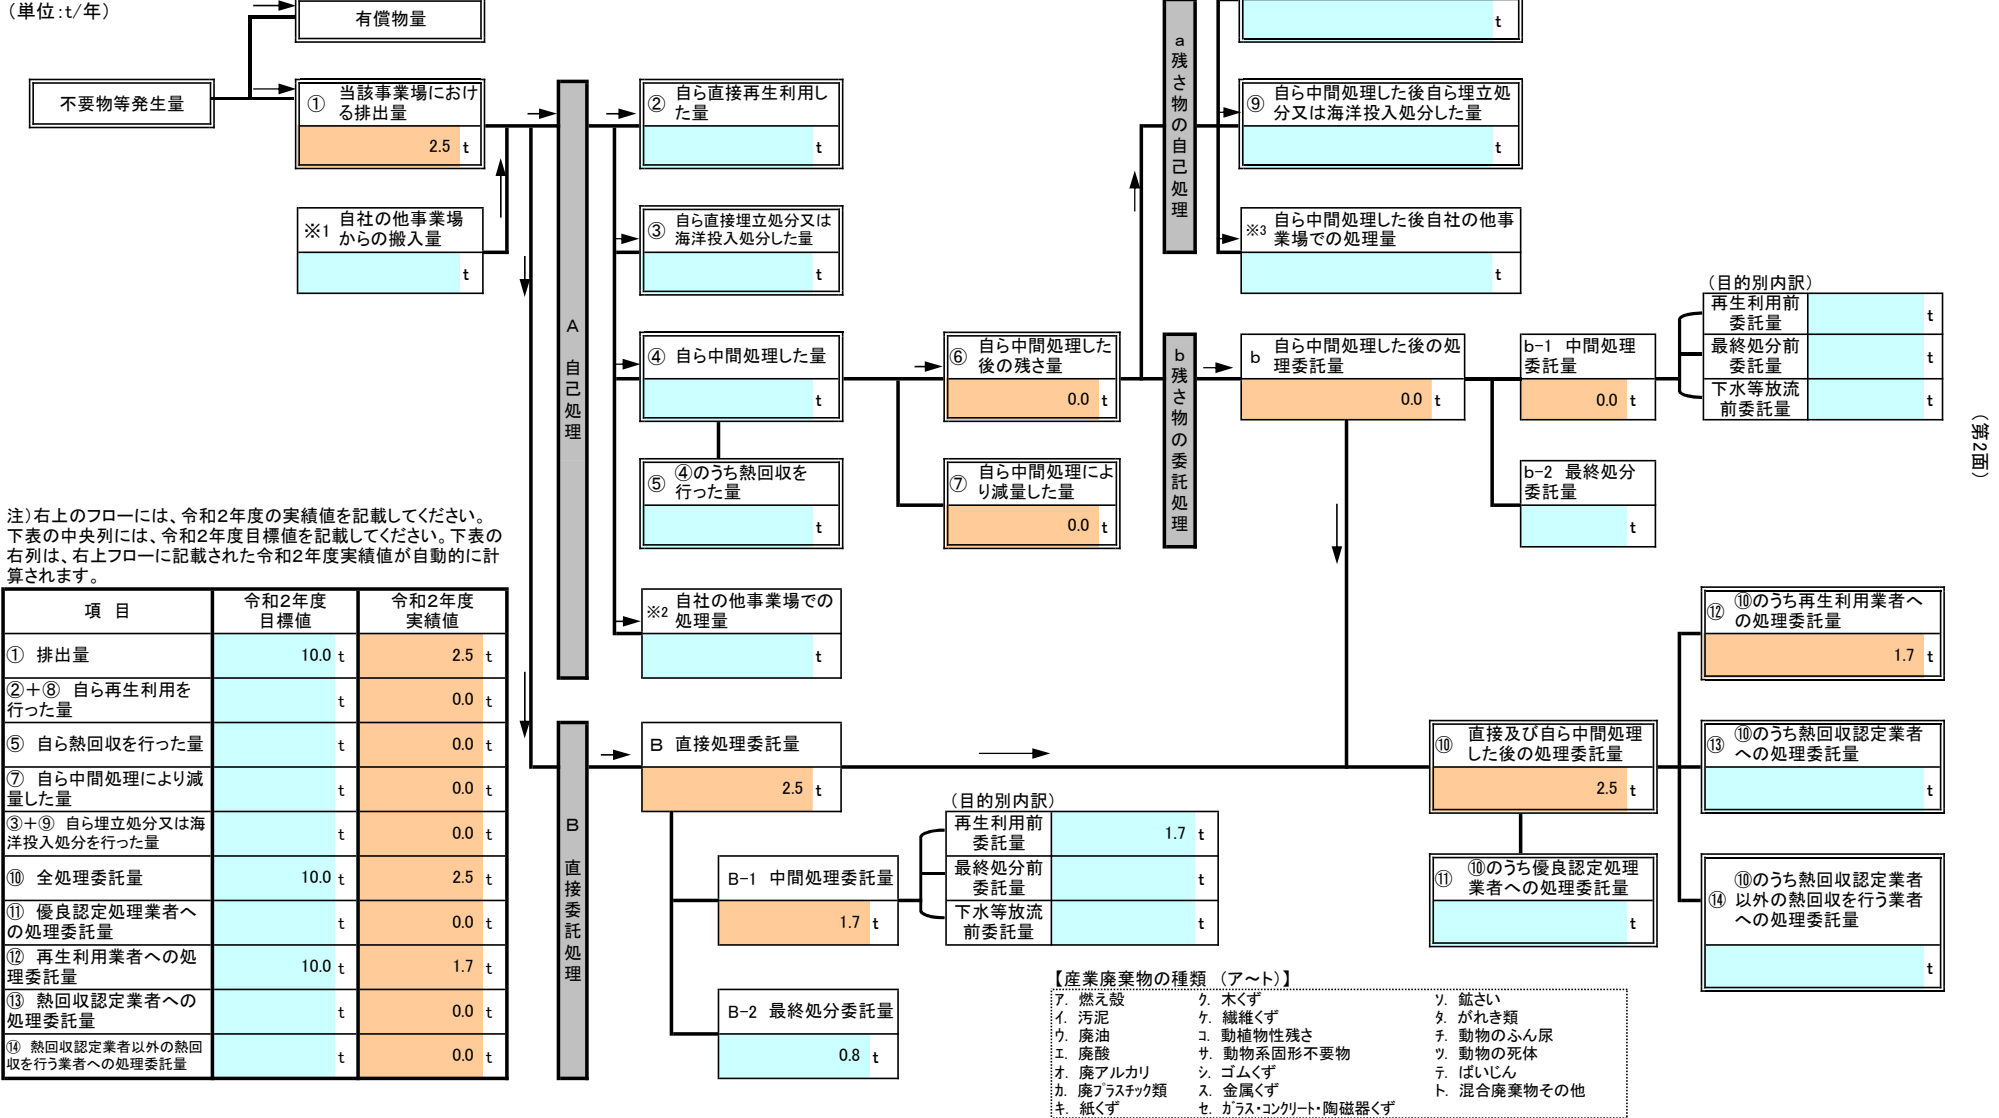 (単位:t/年)
有償物量
t
不要物等発生量
① 当該事業場におけ
る排出量
2.5 t
※1 自社の他事業場
からの搬入量
t
A 自己処理
② 自ら直接再生利用し
た量
t
③ 自ら直接埋立処分又は
海洋投入処分した量
t
④ 自ら中間処理した量
t
⑤ ④のうち熱回収を
行った量
t
※2 自社の他事業場での
処理量
t
⑥ 自ら中間処理した
後の残さ量
0.0 t
⑦ 自ら中間処理によ
り減量した量
0.0 t
a 残さ物の自己処理
⑨ 自ら中間処理した後自ら埋立処
分又は海洋投入処分した量
t
※3 自ら中間処理した後自社の他事
業場での処理量
t
b 残さ物の委託処理
b 自ら中間処理した後の処
理委託量
0.0 t
b-1 中間処理
委託量
0.0 t
b-2 最終処分
委託量
t
(目的別内訳)
再生利用前
委託量
t
最終処分前
委託量
t
下水等放流
前委託量
t
(第2面)
注)右上のフローには、令和2年度の実績値を記載してください。
下表の中央列には、令和2年度目標値を記載してください。下表の
右列は、右上フローに記載された令和2年度実績値が自動的に計
算されます。
項 目 令和2年度 令和2年度
目標値 実績値
① 排出量 10.0 t 2.5 t
②+⑧ 自ら再生利用を
行った量 t 0.0 t
⑤ 自ら熱回収を行った量 t 0.0 t
⑦ 自ら中間処理により減
量した量 t 0.0 t
③+⑨ 自ら埋立処分又は海
洋投入処分を行った量 t 0.0 t
⑩ 全処理委託量 10.0 t 2.5 t
⑪ 優良認定処理業者へ
の処理委託量 t 0.0 t
⑫ 再生利用業者への処
理委託量 10.0 t 1.7 t
⑬ 熱回収認定業者への
処理委託量 t 0.0 t
⑭ 熱回収認定業者以外の熱回
収を行う業者への処理委託量 t 0.0 t
B 直接委託処理
B 直接処理委託量
2.5 t
B-1 中間処理委託量
1.7 t
B-2 最終処分委託量
0.8 t
(目的別内訳)
再生利用前
委託量
1.7 t
最終処分前
委託量
t
下水等放流
前委託量
t
⑩ 直接及び自ら中間処理
した後の処理委託量
2.5 t
⑪ ⑩のうち優良認定処理
業者への処理委託量
t
⑫ ⑩のうち再生利用業者へ
の処理委託量
1.7 t
⑬ ⑩のうち熱回収認定業者
への処理委託量
t
⑭ ⑩のうち熱回収認定業者
以外の熱回収を行う業者
への処理委託量
t
【産業廃棄物の種類 (ア~ト)】
ア. 燃え殻 ク. 木くず ソ. 鉱さい
イ. 汚泥 ケ. 繊維くず タ. がれき類
ウ. 廃油 コ. 動植物性残さ チ. 動物のふん尿
エ. 廃酸 サ. 動物系固形不要物 ツ. 動物の死体
オ. 廃アルカリ シ. ゴムくず テ. ばいじん
カ. 廃プラスチック類 ス. 金属くず ト. 混合廃棄物その他
キ. 紙くず セ. ガラス・コンクリート・陶磁器くず